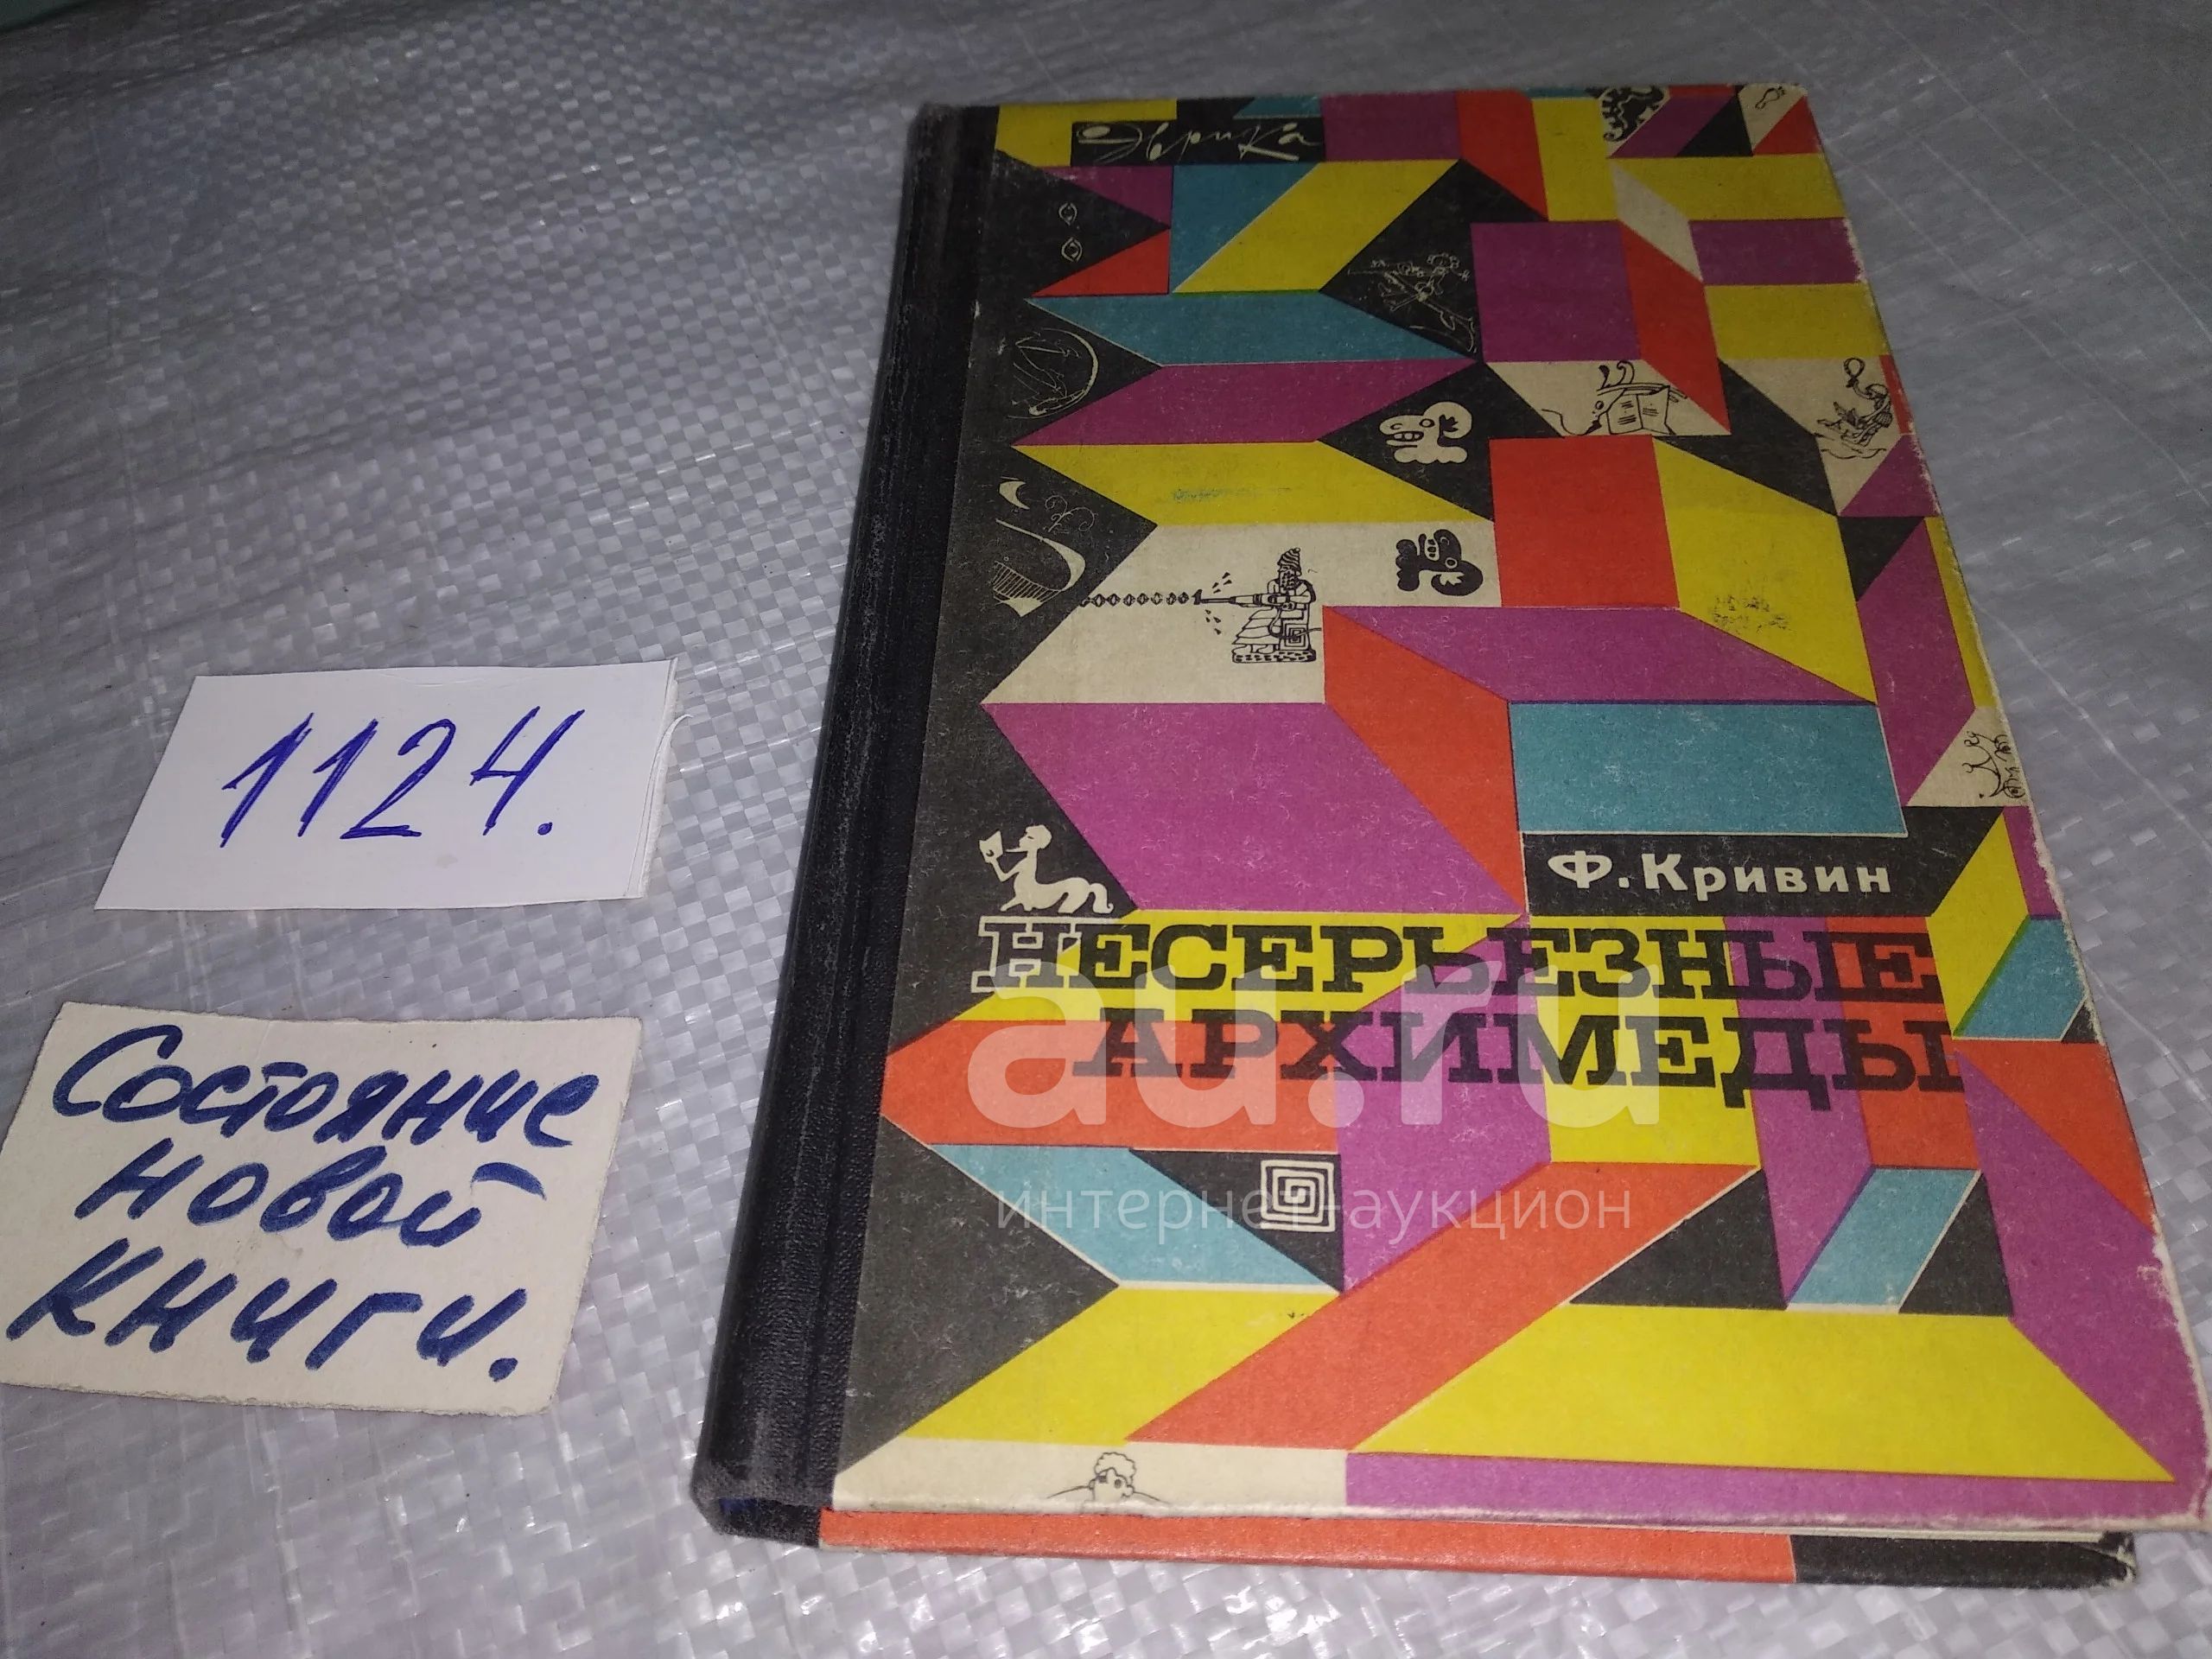 Эврика
1124.
Ф. Кривин
НЕСЕРЬЕЗНЫЕ
АРХИМЕДЫ
au.ru
интернет-аукцион
Состояние
новой
книги.